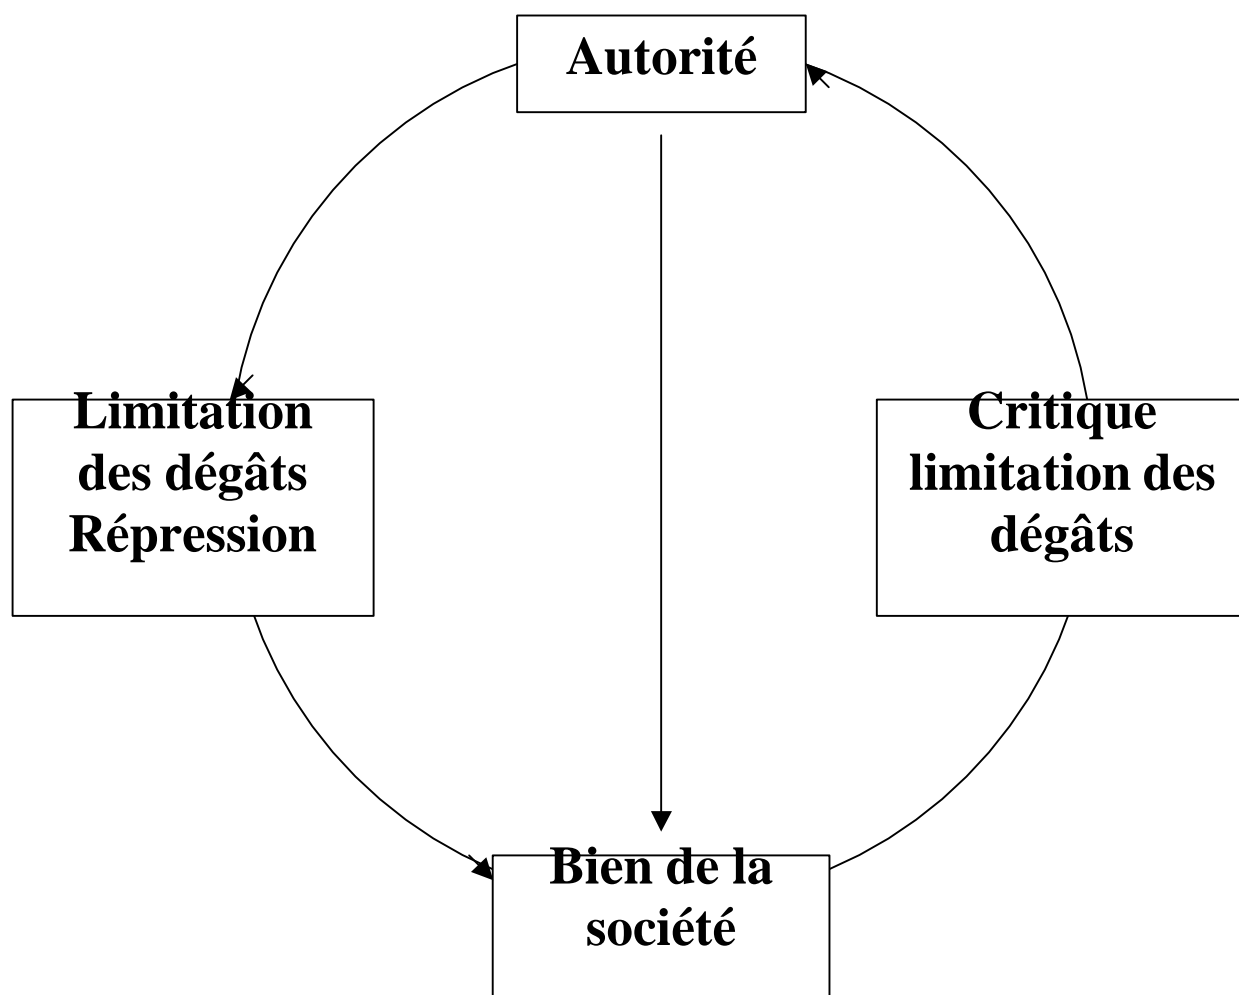 Autorité
Limitation
des dégâts
Répression
Critique
limitation des
dégâts
Bien de la
société